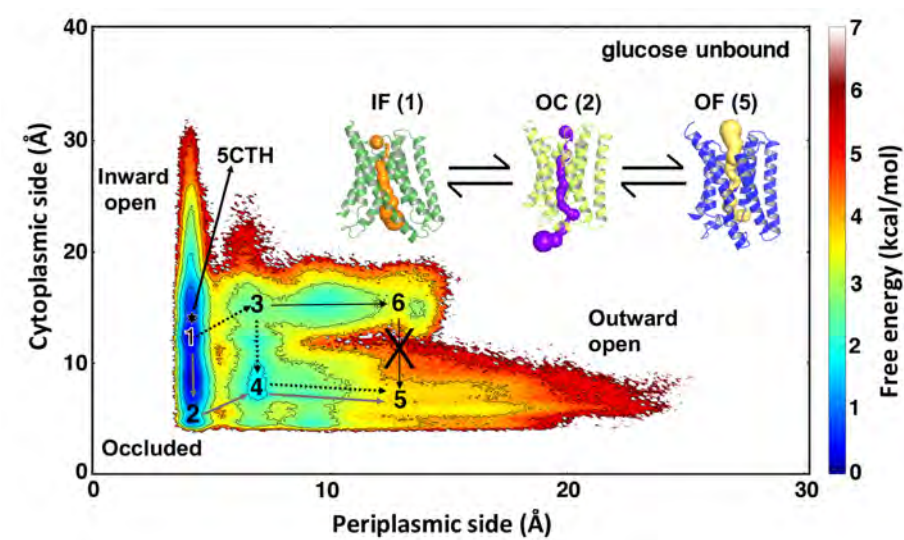 40
30
20
10
0
Cytoplasmic side (Å)
glucose unbound
IF (1)
OC (2)
OF (5)
5CTH
Inward
open
*
1
2
3
4
5
6
X
Outward
open
Occluded
0
10
20
30
Periplasmic side (Å)
7
6
5
4
3
2
1
0
Free energy (kcal/mol)